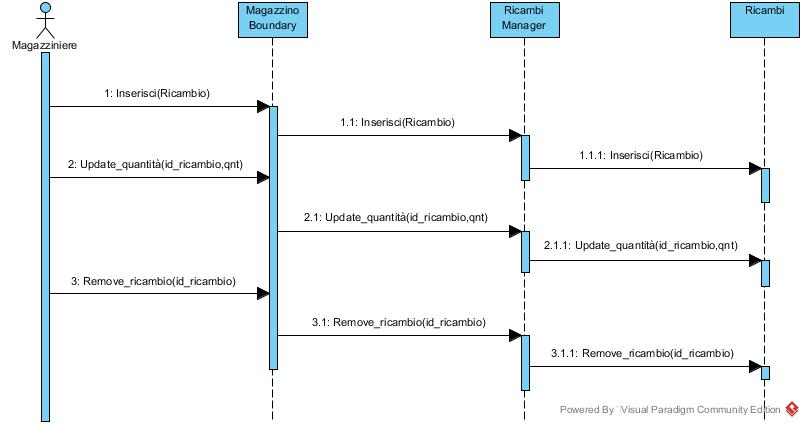 Magazziniere
Magazzino
Boundary
Ricambi
Manager
Ricambi
1: Inserisci(Ricambio)
1.1: Inserisci(Ricambio)
1.1.1: Inserisci(Ricambio)
2: Update_quantità(id_ricambio,qnt)
2.1: Update_quantità(id_ricambio,qnt)
2.1.1: Update_quantità(id_ricambio,qnt)
3: Remove_ricambio(id_ricambio)
3.1: Remove_ricambio(id_ricambio)
3.1.1: Remove_ricambio(id_ricambio)
Powered By Visual Paradigm Community Edition